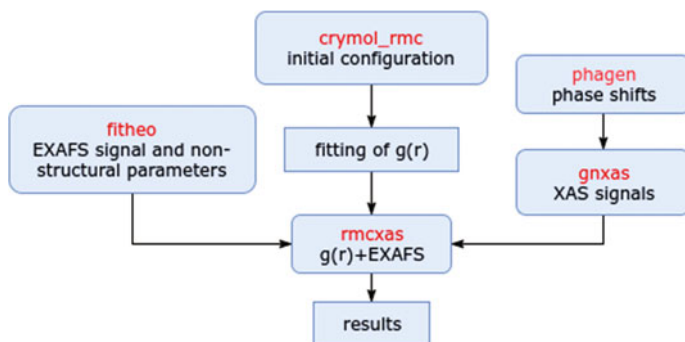 crymol_rmc
initial configuration
phagen
phase shifts
fitheo
EXAFS signal and non-
structural parameters
fitting of g(r)
gnxas
XAS signals
rmcxas
g(r)+EXAFS
results